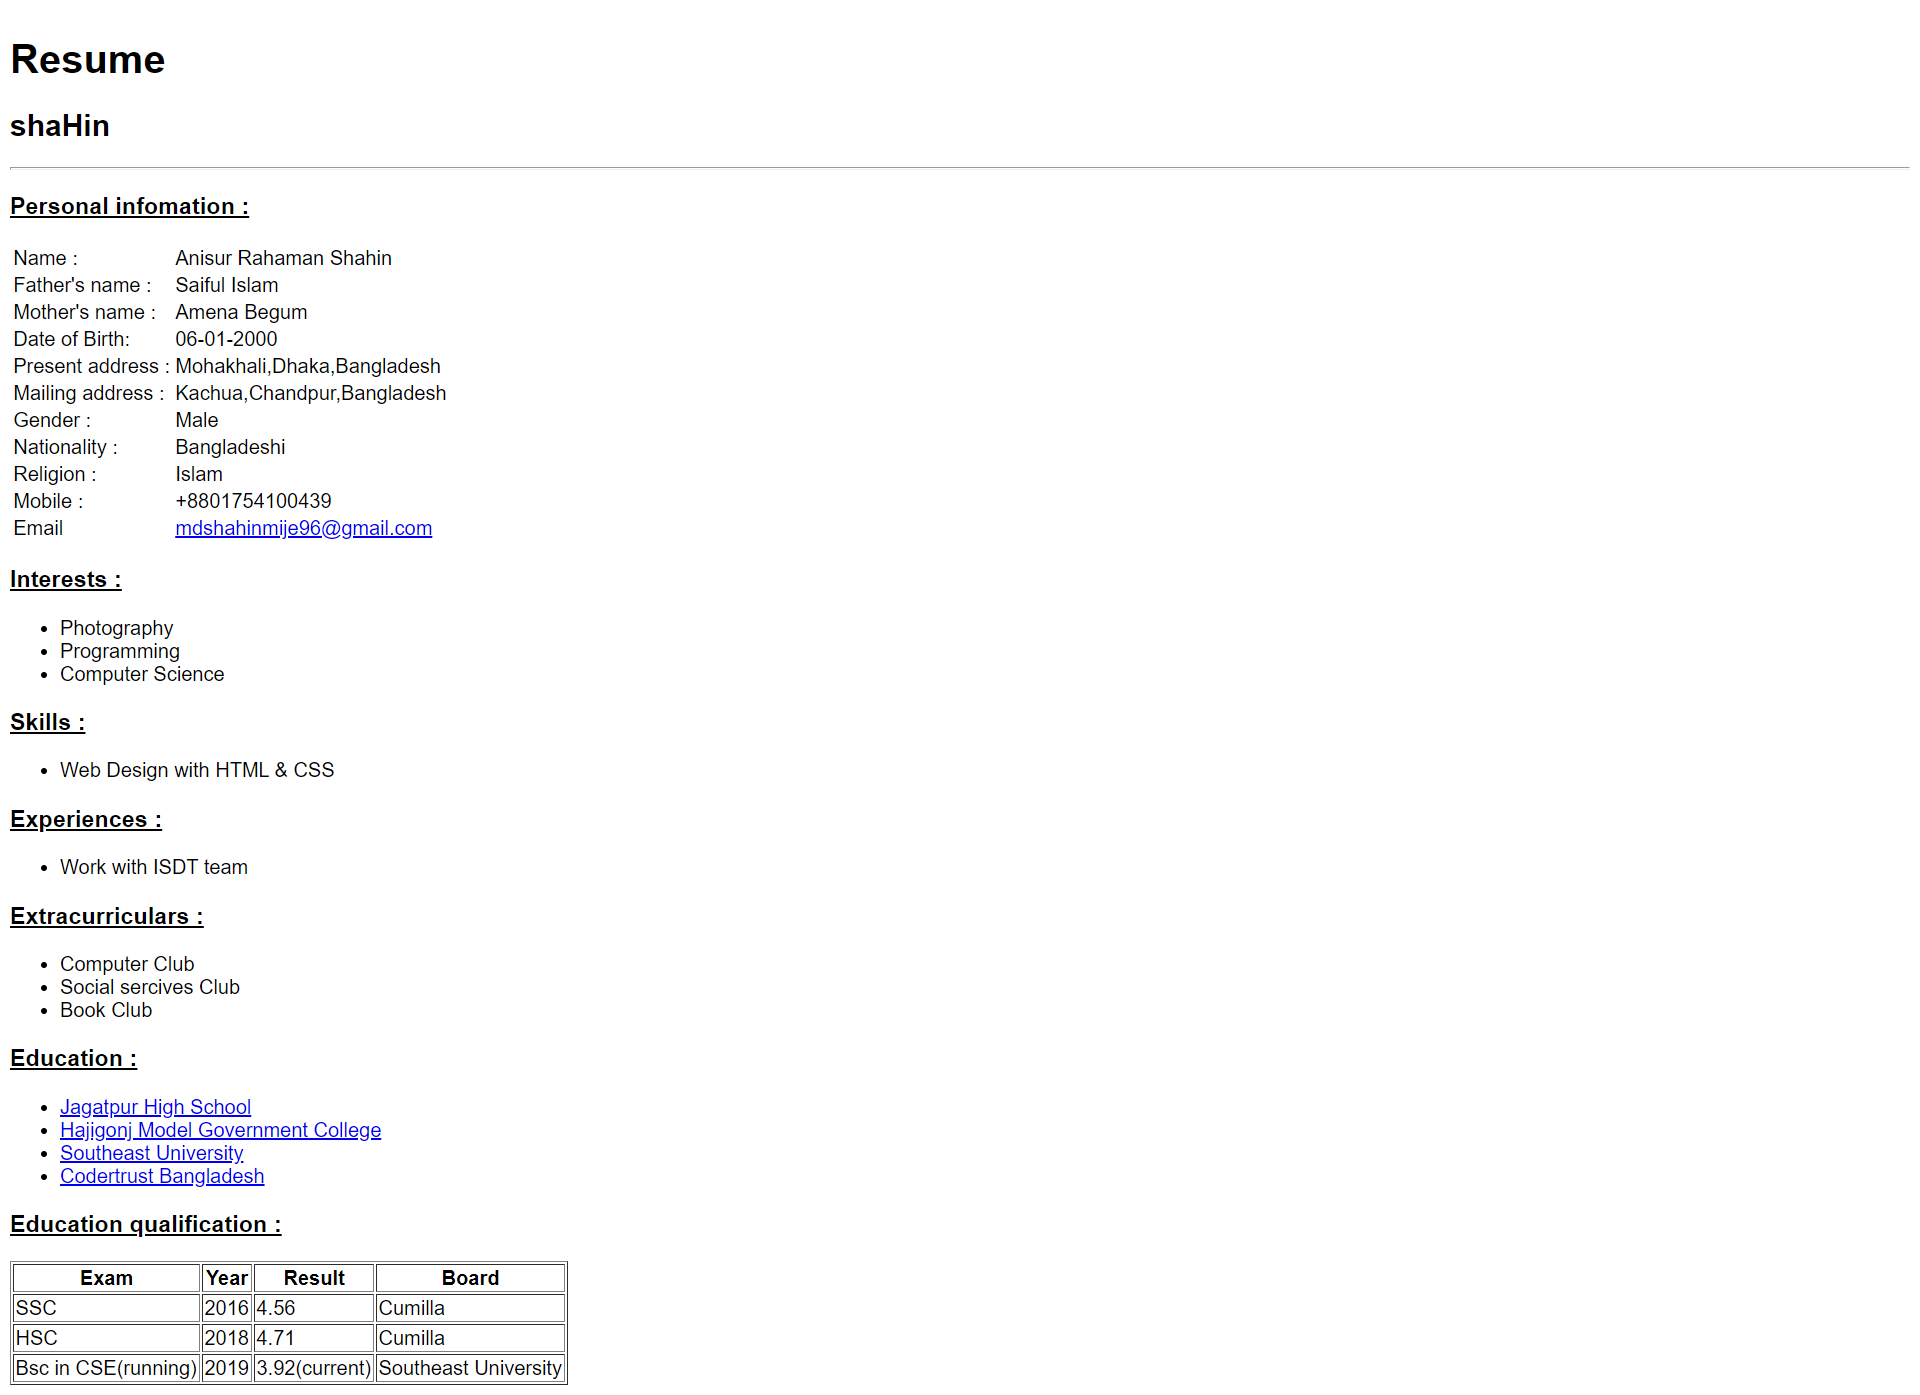 Resume
shaHin
Personal infomation :
Name : Anisur Rahaman Shahin
Father's name : Saiful Islam
Mother's name : Amena Begum
Date of Birth: 06-01-2000
Present address : Mohakhali,Dhaka,Bangladesh
Mailing address : Kachua,Chandpur,Bangladesh
Gender : Male
Nationality : Bangladeshi
Religion : Islam
Mobile : +8801754100439
Email mdshahinmije96@gmail.com
Interests :
• Photography
• Programming
• Computer Science
Skills :
• Web Design with HTML & CSS
Experiences :
• Work with ISDT team
Extracurriculars :
• Computer Club
• Social sercives Club
• Book Club
Education :
• Jagatpur High School
• Hajigonj Model Government College
• Southeast University
• Codertrust Bangladesh
Education qualification :
Exam Year Result Board
SSC 2016 4.56 Cumilla
HSC 2018 4.71 Cumilla
Bsc in CSE(running) 2019 3.92(current) Southeast University